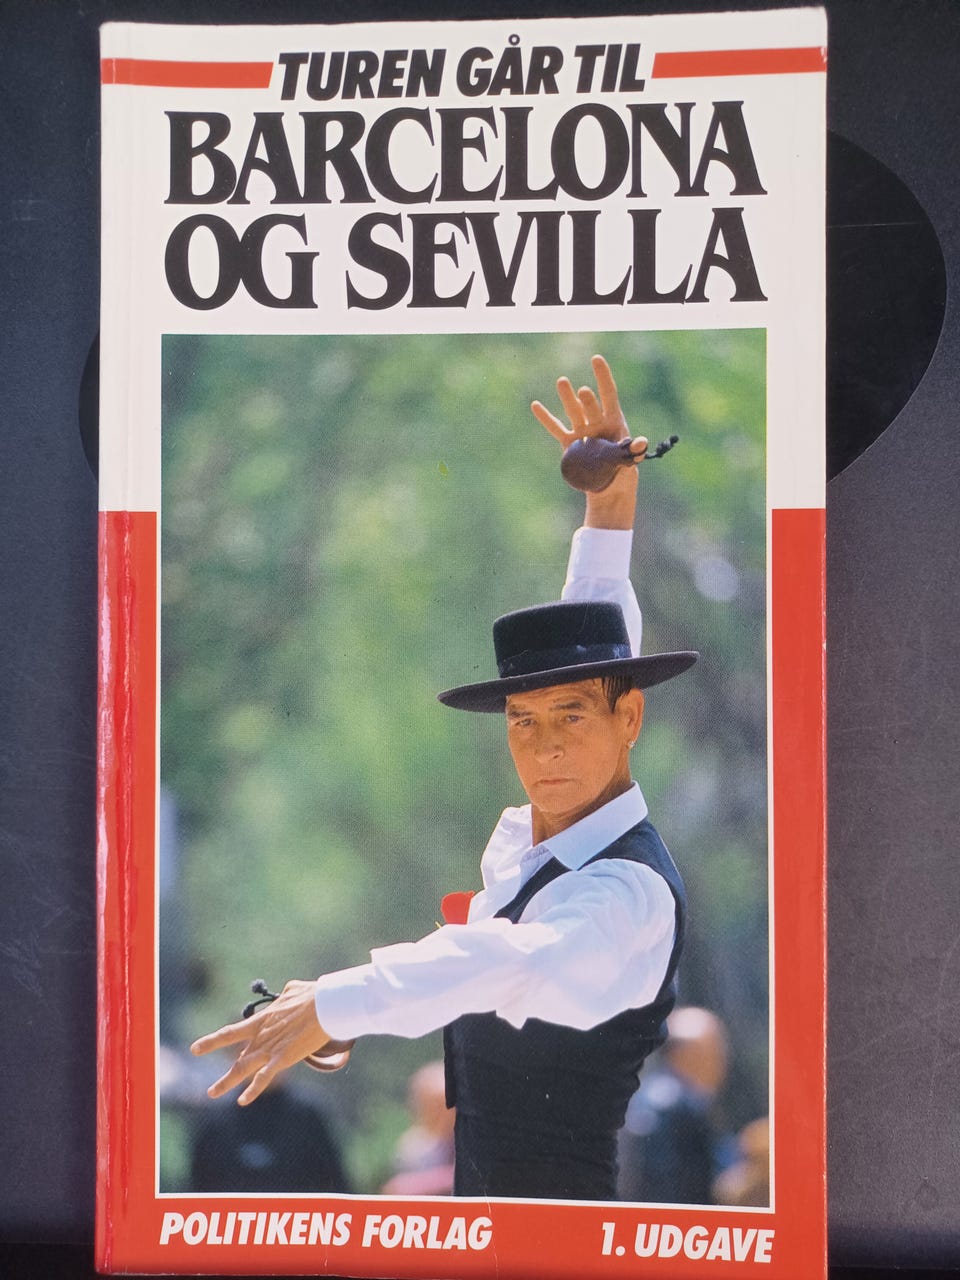 TUREN GÅR TIL
BARCELONA
OG SEVILLA
POLITIKENS FORLAG
1. UDGAVE